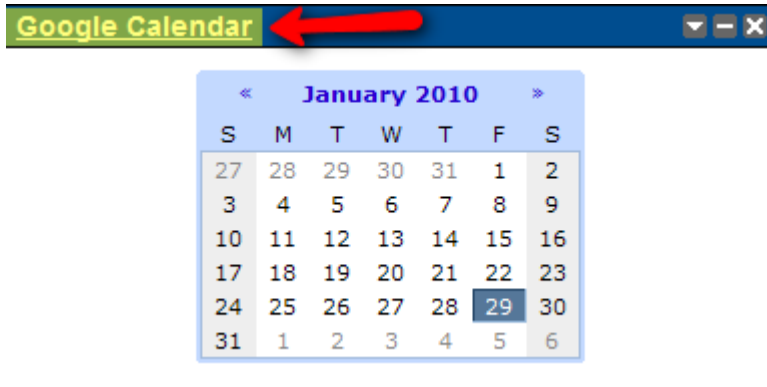 Google Calendar
« January 2010 »
S M T W T F S
27 28 29 30 31 1 2
3 4 5 6 7 8 9
10 11 12 13 14 15 16
17 18 19 20 21 22 23
24 25 26 27 28 29 30
31 1 2 3 4 5 6